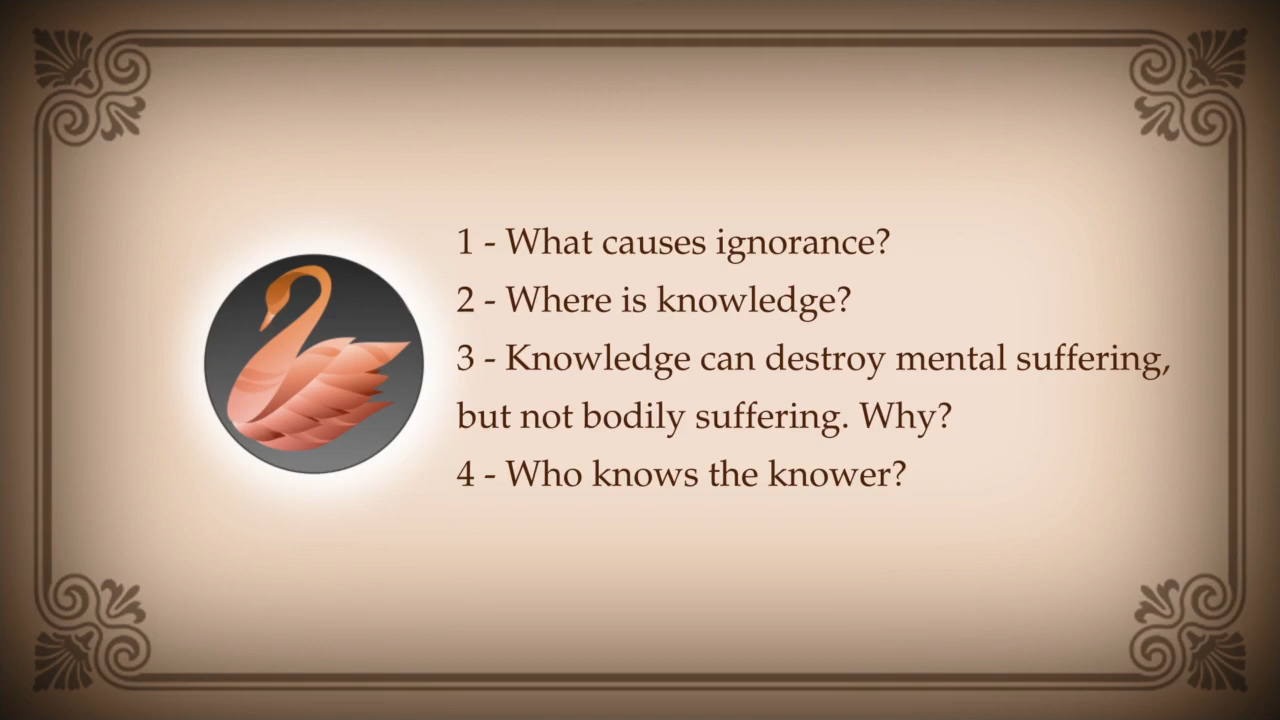 1 - What causes ignorance?
2 - Where is knowledge?
3 - Knowledge can destroy mental suffering,
but not bodily suffering. Why?
4 - Who knows the knower?